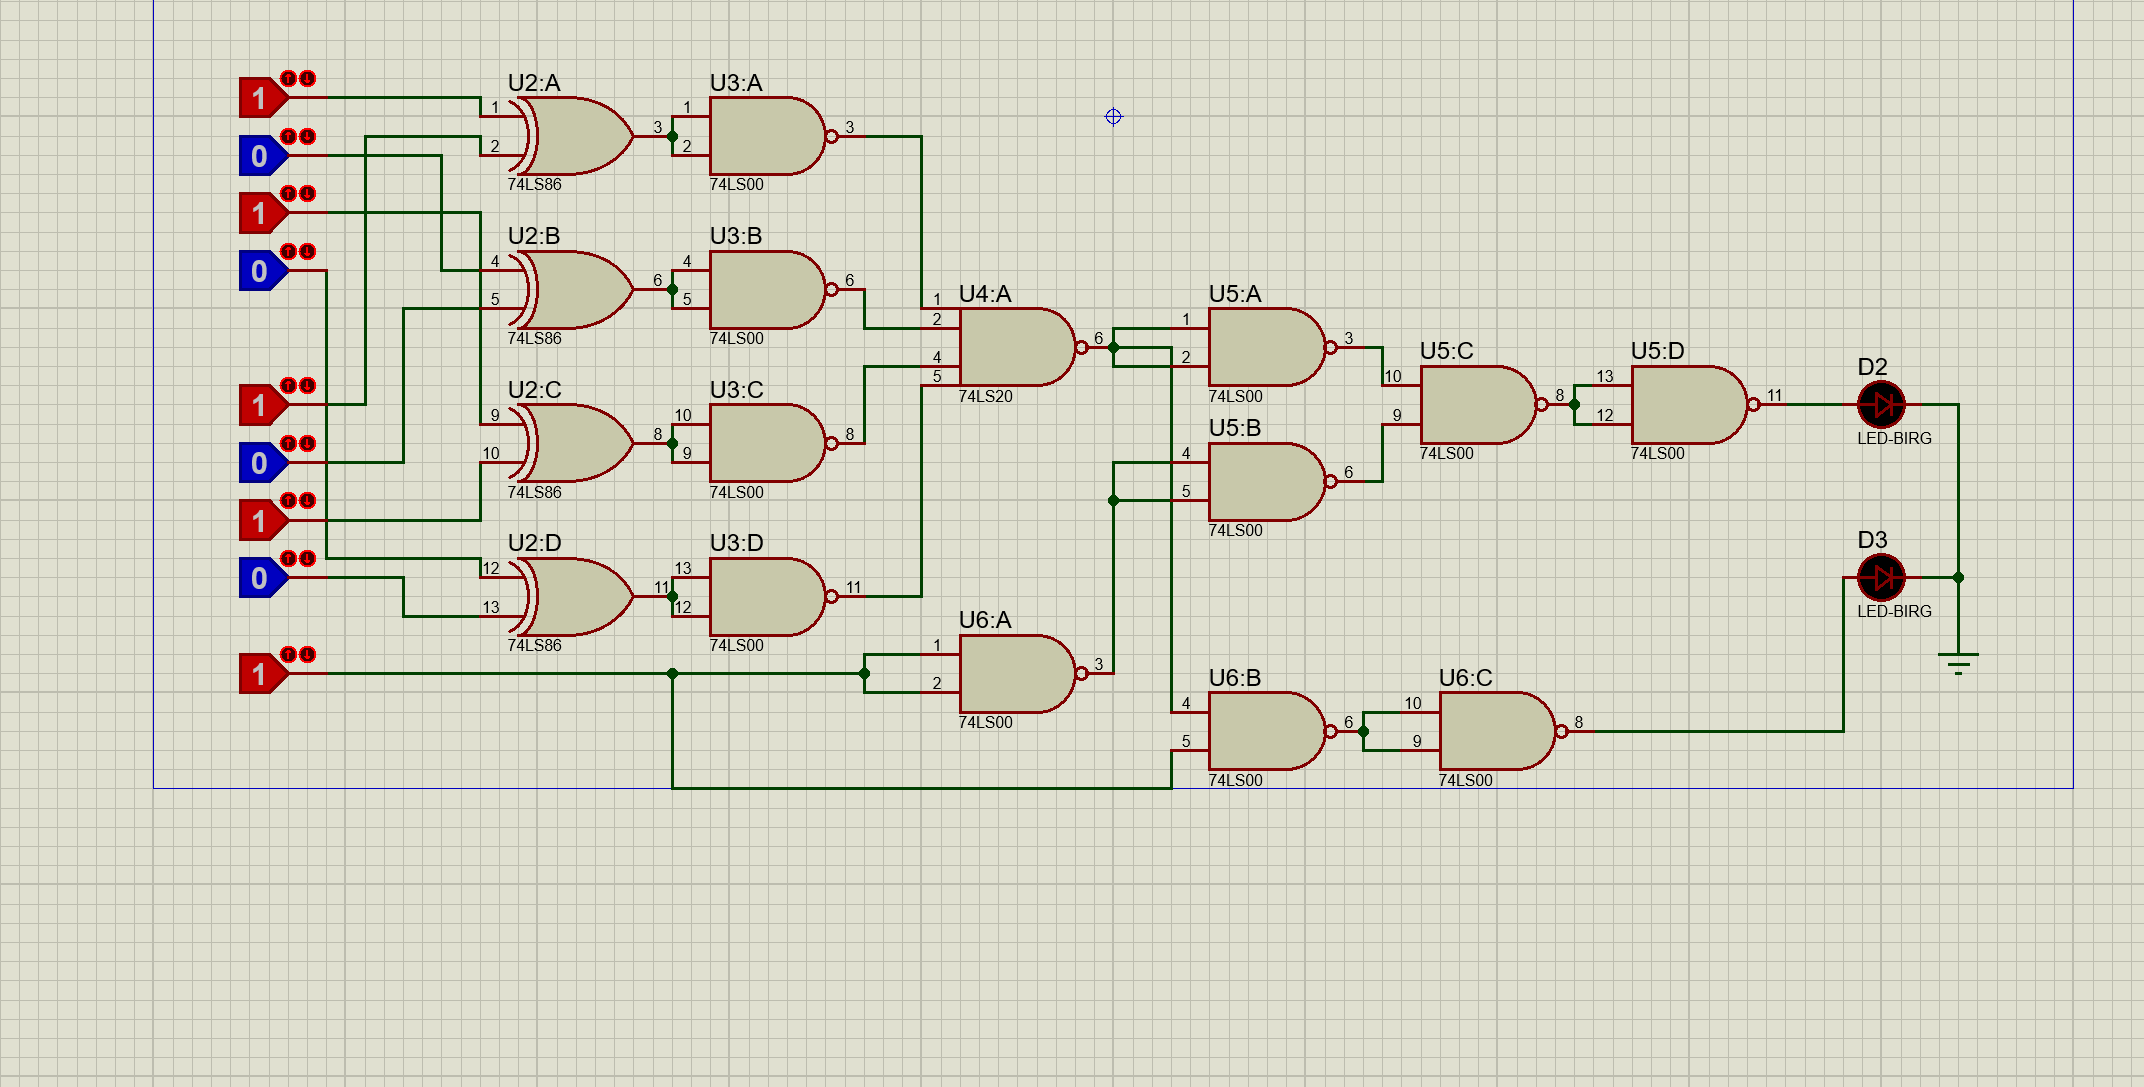 U2:A
U3:A
1
1
1
3
3
0
2
2
74LS86
74LS00
1
U2:B
U3:B
0
4
4
6
6
5
5
74LS86
74LS00
U4:A
1
2
4
5
6
74LS20
U5:A
1
2
3
74LS00
U5:C
10
9
8
74LS00
U5:D
13
12
11
74LS00
D2
LED-BIRG
1
0
1
0
U2:C
9
10
8
74LS86
U3:C
10
9
8
74LS00
U5:B
4
5
6
74LS00
U2:D
12
13
11
74LS86
U3:D
13
12
11
74LS00
D3
LED-BIRG
1
U6:A
1
2
3
74LS00
U6:B
4
5
6
74LS00
U6:C
10
9
8
74LS00